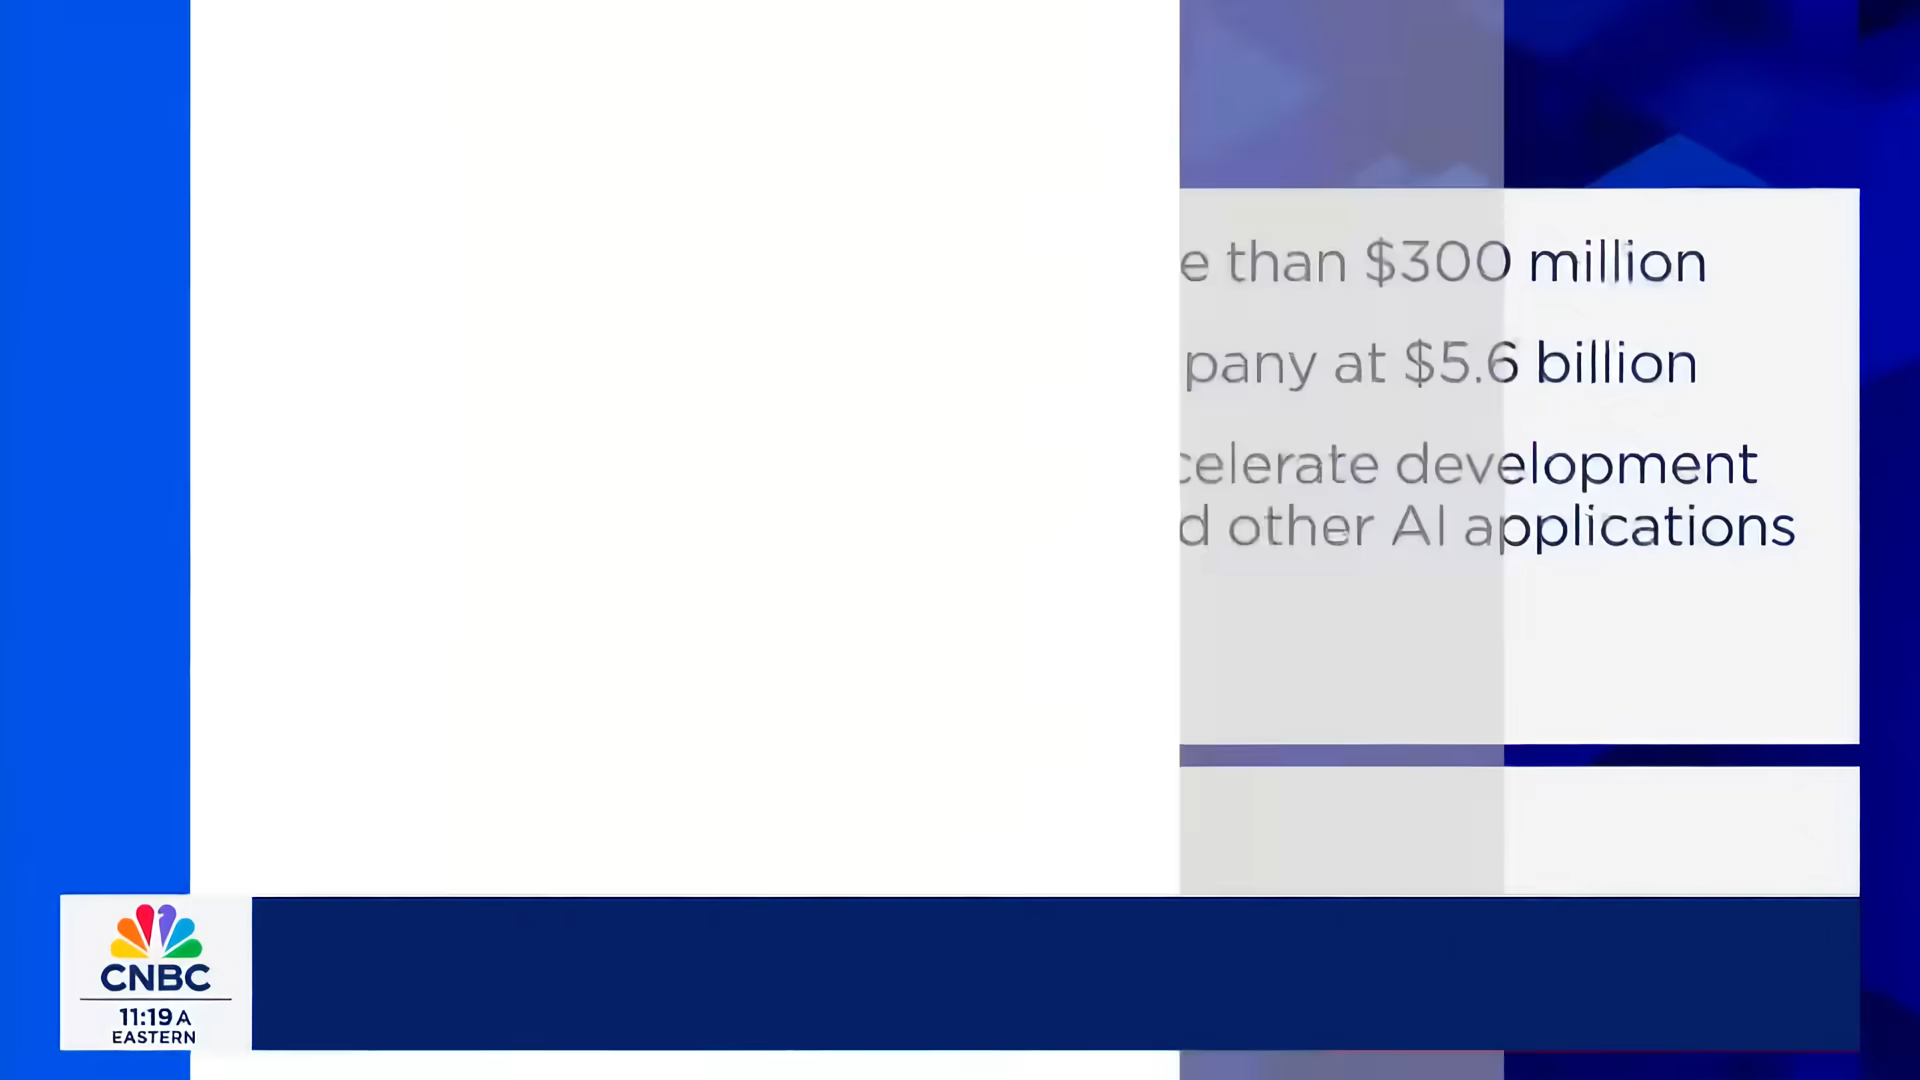 e than $300 million
pany at $5.6 billion
celerate development
d other AI applications
CNBC
11:19 A
EASTERN